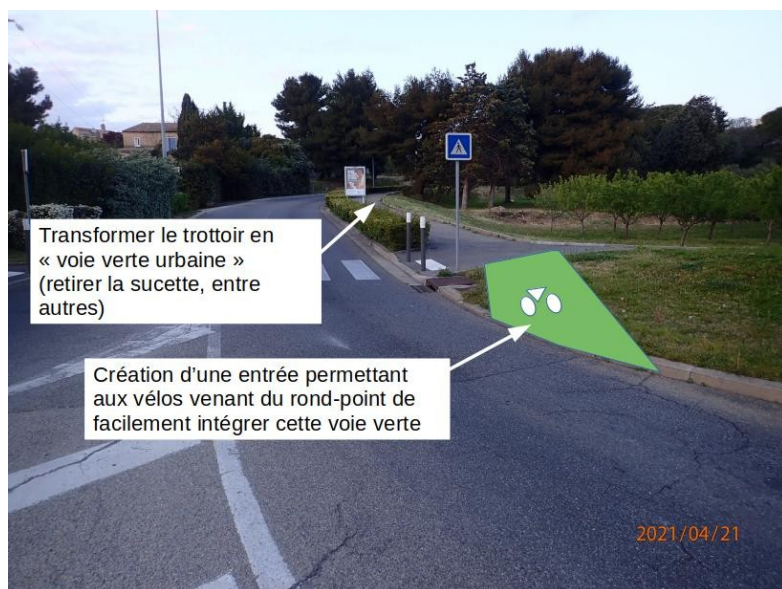 Transformer le trottoir en
« voie verte urbaine »
(retirer la sucette, entre
autres)
Création d’une entrée permettant
aux vélos venant du rond-point de
facilement intégrer cette voie verte
2021/04/21